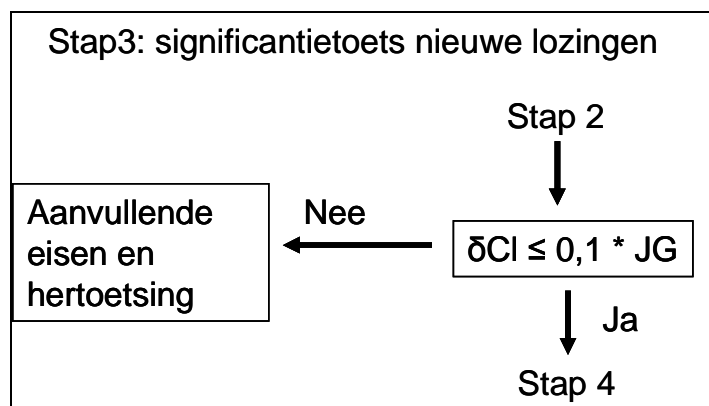 Stap3: significantietoets nieuwe lozingen
Stap 2
Aanvullende
eisen en
hertoetsing
Nee
δCl ≤ 0,1 * JG
Ja
Stap 4